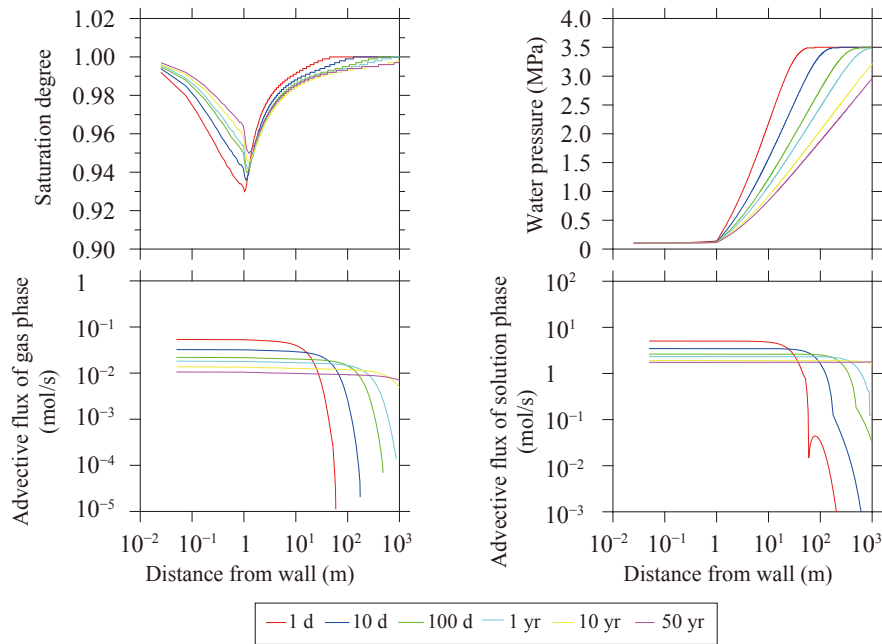 Saturation degree
1.02
1.00
0.98
0.96
0.94
0.92
0.90
Water pressure (MPa)
4.0
3.5
3.0
2.5
2.0
1.5
1.0
0.5
0
Advective flux of gas phase
(mol/s)
1
10⁻¹
10⁻²
10⁻³
10⁻⁴
10⁻⁵
10⁻² 10⁻¹ 1 10¹ 10² 10³
Distance from wall (m)
Advective flux of solution phase
(mol/s)
10²
10¹
1
10⁻¹
10⁻²
10⁻³
10⁻² 10⁻¹ 1 10¹ 10² 10³
Distance from wall (m)
1 d 10 d 100 d 1 yr 10 yr 50 yr